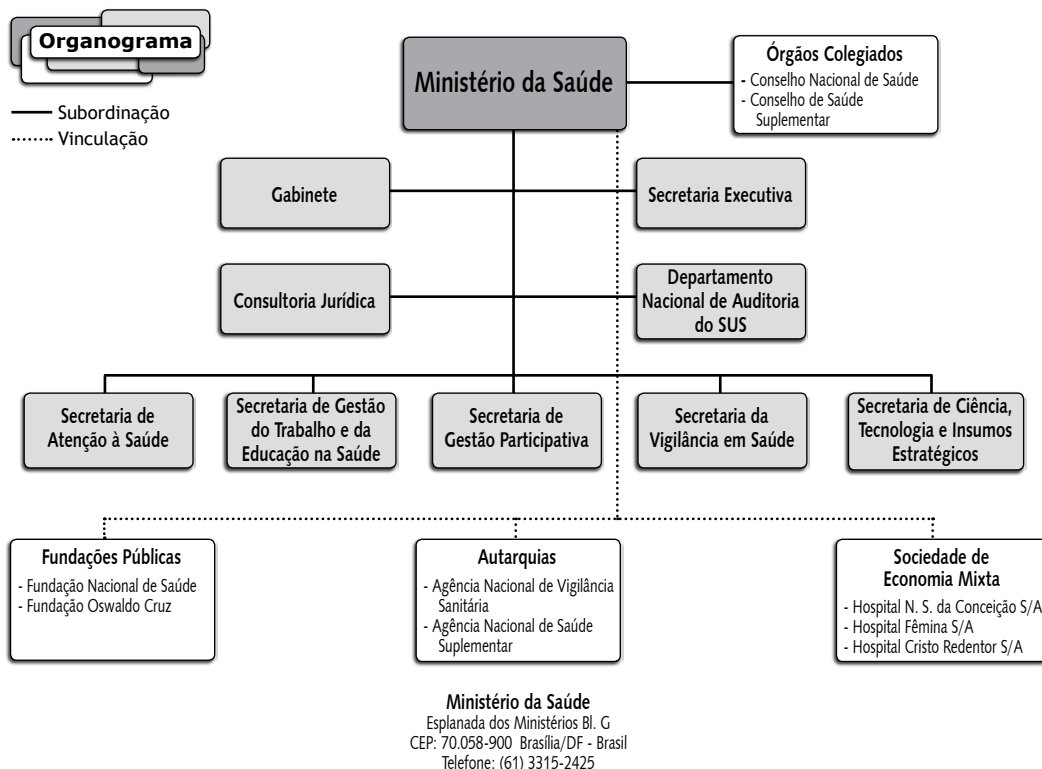 Organograma
Subordinação
Vinculação
Ministério da Saúde
Órgãos Colegiados
- Conselho Nacional de Saúde
- Conselho de Saúde
Suplementar
Gabinete
Secretaria Executiva
Consultoria Jurídica
Departamento
Nacional de Auditoria
do SUS
Secretaria de
Atenção à Saúde
Secretaria de Gestão
do Trabalho e da
Educação na Saúde
Secretaria de
Gestão Participativa
Secretaria da
Vigilância em Saúde
Secretaria de Ciência,
Tecnologia e Insumos
Estratégicos
Fundações Públicas
- Fundação Nacional de Saúde
- Fundação Oswaldo Cruz
Autarquias
- Agência Nacional de Vigilância
Sanitária
- Agência Nacional de Saúde
Suplementar
Sociedade de
Economia Mixta
- Hospital N. S. da Conceição S/A
- Hospital Fêmina S/A
- Hospital Cristo Redentor S/A
Ministério da Saúde
Esplanada dos Ministérios Bl. G
CEP: 70.058-900 Brasília/DF - Brasil
Telefone: (61) 3315-2425